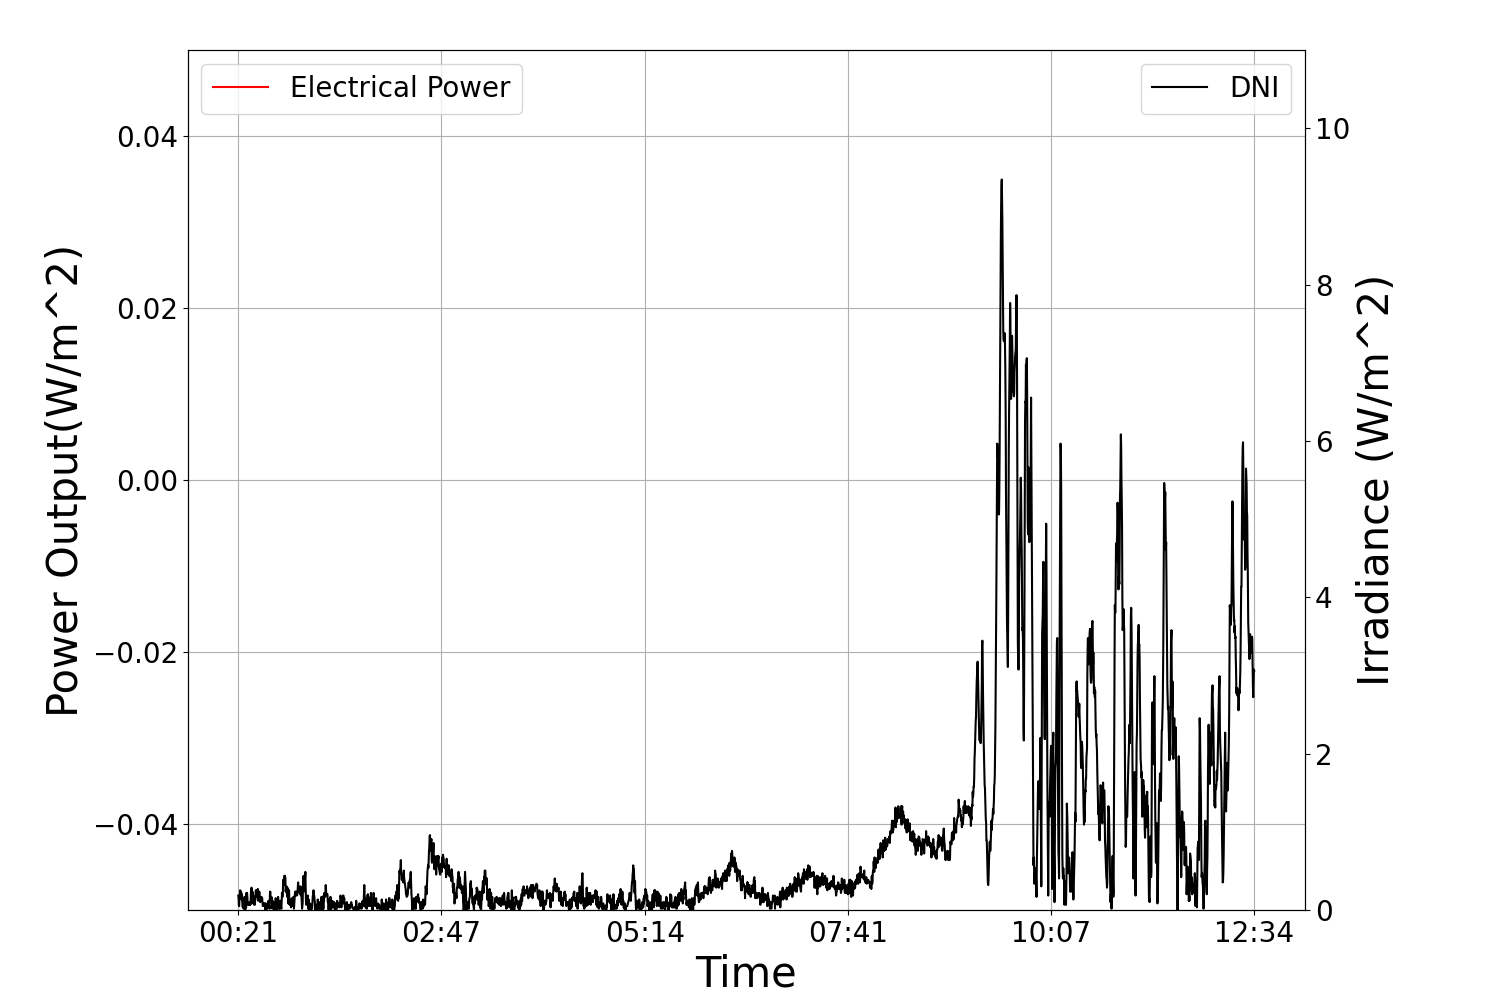 Electrical Power
DNI
Power Output(W/m^2)
0.04
0.02
0.00
−0.02
−0.04
10
8
6
4
2
0
Irradiance (W/m^2)
00:21 02:47 05:14 07:41 10:07 12:34
Time